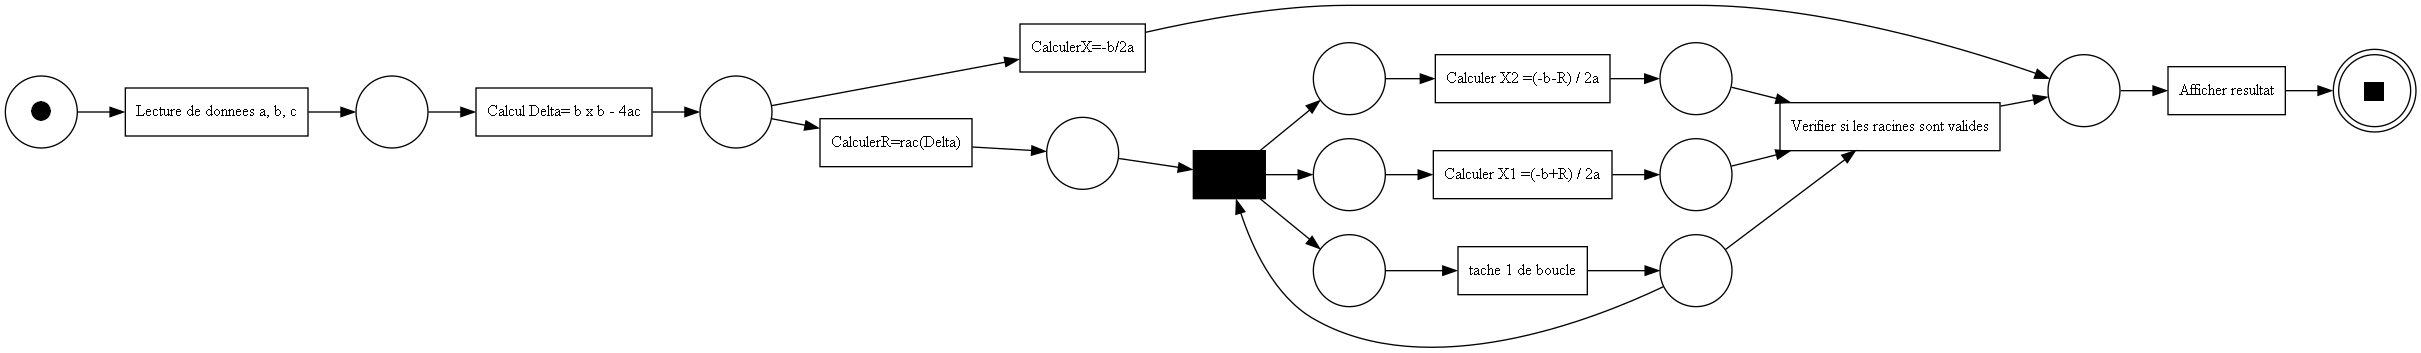 Lecture de donnees a, b, c
Calcul Delta= b x b - 4ac
CalculerX=-b/2a
CalculerR=rac(Delta)
Calculer X2 =(-b-R) / 2a
Calculer X1 =(-b+R) / 2a
tache 1 de boucle
Verifier si les racines sont valides
Afficher resultat